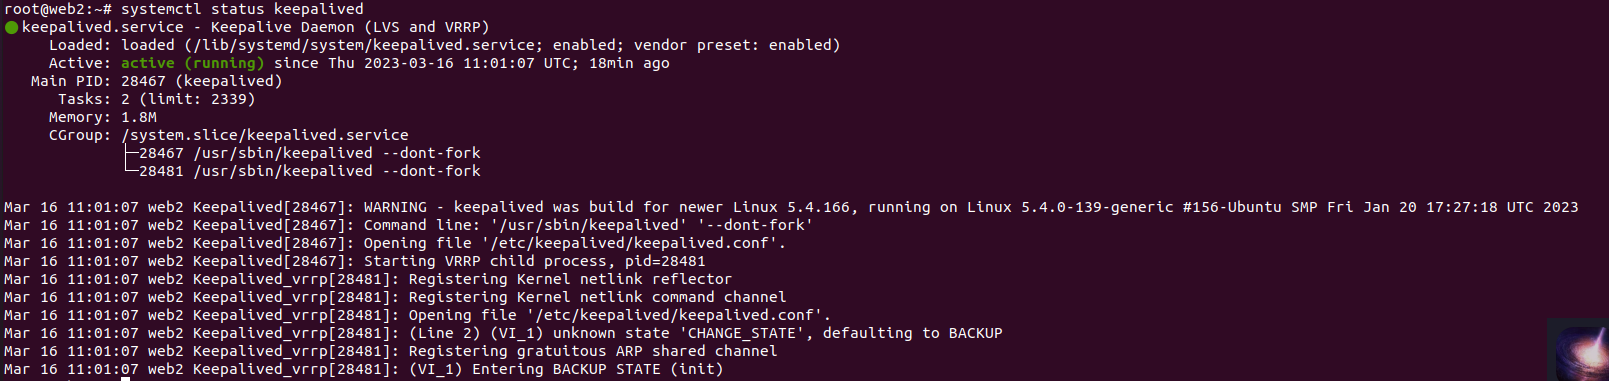 root@web2:~# systemctl status keepalived
● keepalived.service - Keepalive Daemon (LVS and VRRP)
     Loaded: loaded (/lib/systemd/system/keepalived.service; enabled; vendor preset: enabled)
     Active: active (running) since Thu 2023-03-16 11:01:07 UTC; 18min ago
   Main PID: 28467 (keepalived)
      Tasks: 2 (limit: 2339)
     Memory: 1.8M
     CGroup: /system.slice/keepalived.service
             ├─28467 /usr/sbin/keepalived --dont-fork
             └─28481 /usr/sbin/keepalived --dont-fork
Mar 16 11:01:07 web2 Keepalived[28467]: WARNING - keepalived was build for newer Linux 5.4.166, running on Linux 5.4.0-139-generic #156-Ubuntu SMP Fri Jan 20 17:27:18 UTC 2023
Mar 16 11:01:07 web2 Keepalived[28467]: Command line: '/usr/sbin/keepalived' '--dont-fork'
Mar 16 11:01:07 web2 Keepalived[28467]: Opening file '/etc/keepalived/keepalived.conf'.
Mar 16 11:01:07 web2 Keepalived[28467]: Starting VRRP child process, pid=28481
Mar 16 11:01:07 web2 Keepalived_vrrp[28481]: Registering Kernel netlink reflector
Mar 16 11:01:07 web2 Keepalived_vrrp[28481]: Registering Kernel netlink command channel
Mar 16 11:01:07 web2 Keepalived_vrrp[28481]: Opening file '/etc/keepalived/keepalived.conf'.
Mar 16 11:01:07 web2 Keepalived_vrrp[28481]: (Line 2) (VI_1) unknown state 'CHANGE_STATE', defaulting to BACKUP
Mar 16 11:01:07 web2 Keepalived_vrrp[28481]: Registering gratuitous ARP shared channel
Mar 16 11:01:07 web2 Keepalived_vrrp[28481]: (VI_1) Entering BACKUP STATE (init)